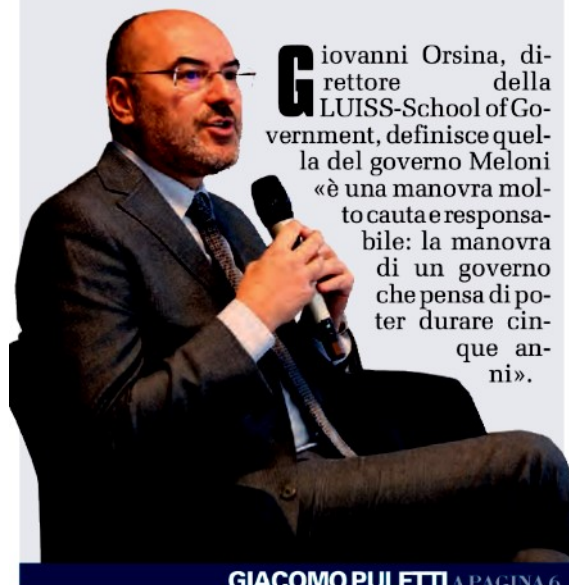 Giovanni Orsina, di-
rettore della
LUISS-School of Go-
vernment, definisce quel-
la del governo Meloni
«è una manovra mol-
to cauta e responsa-
bile: la manovra
di un governo
che pensa di po-
ter durare cin-
que an-
ni».
GIACOMO PULETTI A PAGINA 6